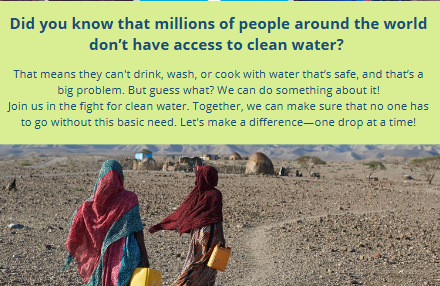 Did you know that millions of people around the world
don't have access to clean water?
That means they can't drink, wash, or cook with water that's safe, and that's a
big problem. But guess what? We can do something about it!
Join us in the fight for clean water. Together, we can make sure that no one has
to go without this basic need. Let's make a difference—one drop at a time!